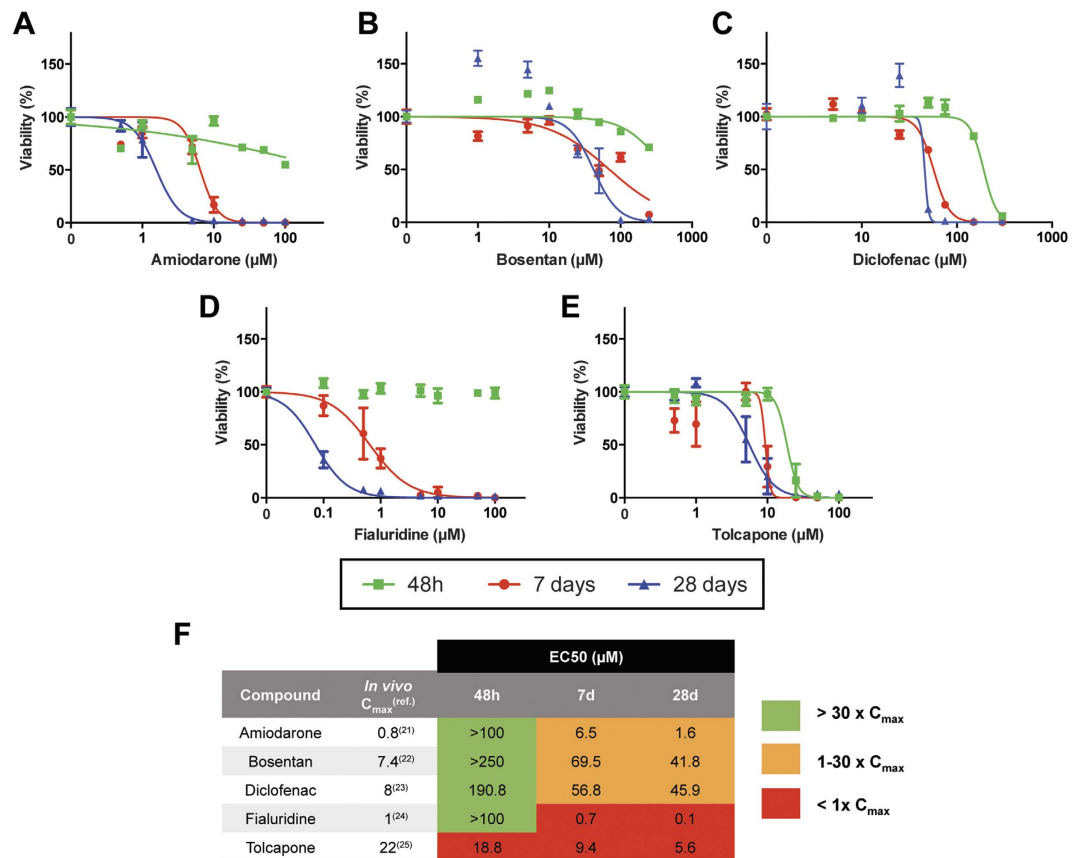 A
B
C
Viability (%)
150
100
50
0
0
1
10
100
Amiodarone (µM)
Viability (%)
150
100
50
0
0
1
10
100
1000
Bosentan (µM)
Viability (%)
150
100
50
0
0
10
100
1000
Diclofenac (µM)
D
E
Viability (%)
150
100
50
0
0
0.1
1
10
100
Fialuridine (µM)
Viability (%)
150
100
50
0
0
1
10
100
Tolcapone (µM)
48h 7 days 28 days
F
EC50 (µM)
Compound In vivo Cmax(ref.) 48h 7d 28d
Amiodarone 0.8(21) >100 6.5 1.6
Bosentan 7.4(22) >250 69.5 41.8
Diclofenac 8(23) 190.8 56.8 45.9
Fialuridine 1(24) >100 0.7 0.1
Tolcapone 22(25) 18.8 9.4 5.6
> 30 x Cmax
1-30 x Cmax
< 1x Cmax